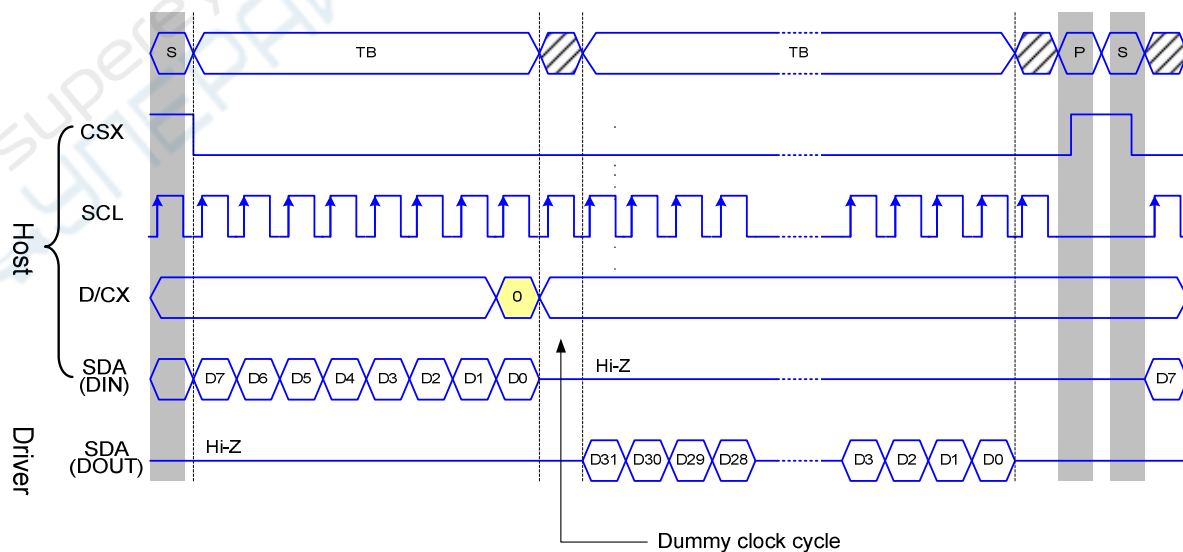 S TB TB P S
CSX
SCL
D/CX 0
SDA Hi-Z
(DIN) D7 D6 D5 D4 D3 D2 D1 D0 D7
SDA Hi-Z
(DOUT) D31 D30 D29 D28 D3 D2 D1 D0
Host
Driver
Dummy clock cycle